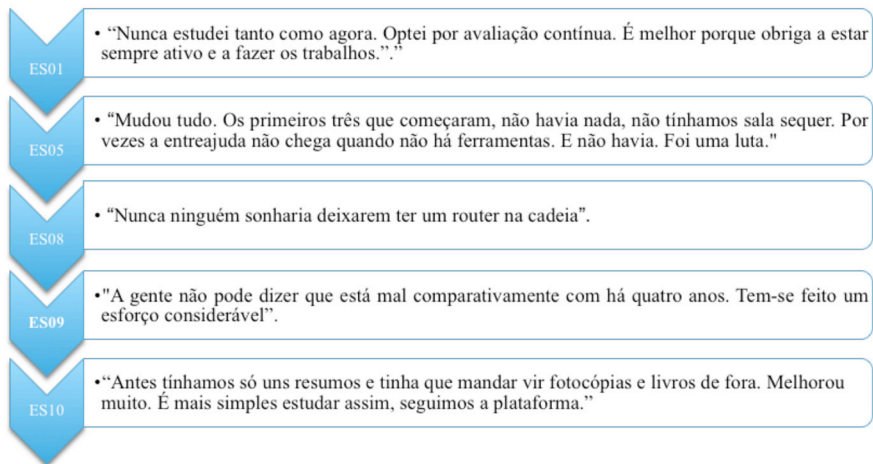 ES01
• “Nunca estudei tanto como agora. Optei por avaliação contínua. É melhor porque obriga a estar
sempre ativo e a fazer os trabalhos.”.”
ES05
• "Mudou tudo. Os primeiros três que começaram, não havia nada, não tínhamos sala sequer. Por
vezes a entreajuda não chega quando não há ferramentas. E não havia. Foi uma luta."
ES08
• “Nunca ninguém sonharia deixarem ter um router na cadeia”.
ES09
•"A gente não pode dizer que está mal comparativamente com há quatro anos. Tem-se feito um
esforço considerável”.
ES10
•“Antes tínhamos só uns resumos e tinha que mandar vir fotocópias e livros de fora. Melhorou
muito. É mais simples estudar assim, seguimos a plataforma.”